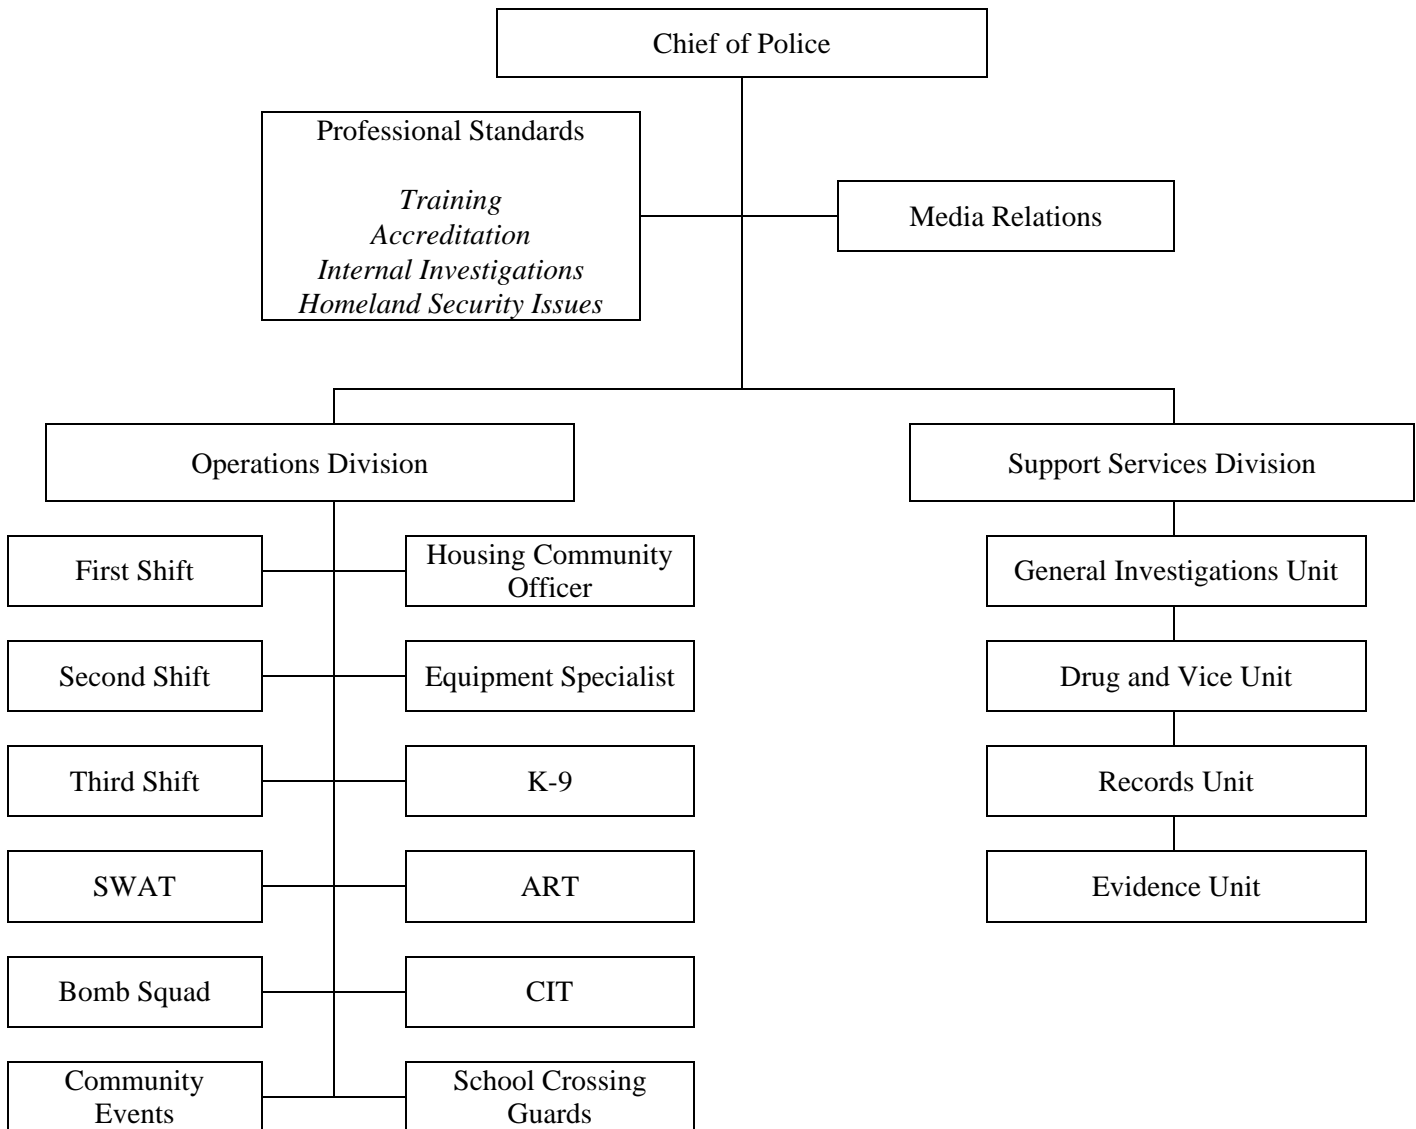 Chief of Police
Professional Standards
Training
Accreditation
Internal Investigations
Homeland Security Issues
Media Relations
Operations Division
Support Services Division
First Shift
Housing Community
Officer
General Investigations Unit
Second Shift
Equipment Specialist
Drug and Vice Unit
Third Shift
K-9
Records Unit
SWAT
ART
Evidence Unit
Bomb Squad
CIT
Community
Events
School Crossing
Guards